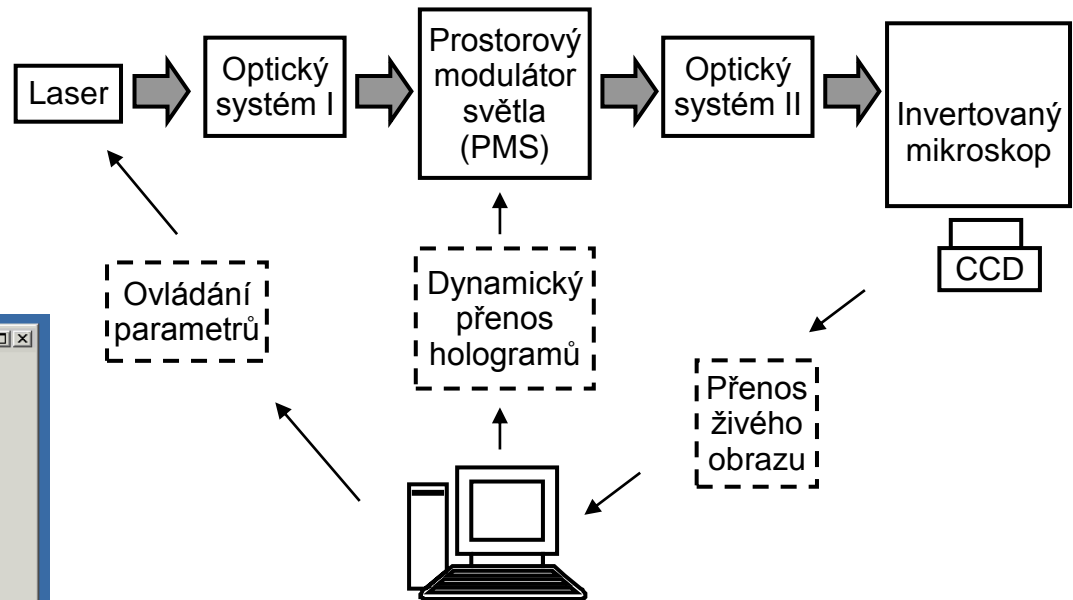 Laser
Optický
systém I
Prostorový
modulátor
světla
(PMS)
Optický
systém II
Invertovaný
mikroskop
CCD
Ovládání
parametrů
Dynamický
přenos
hologramů
Přenos
živého
obrazu